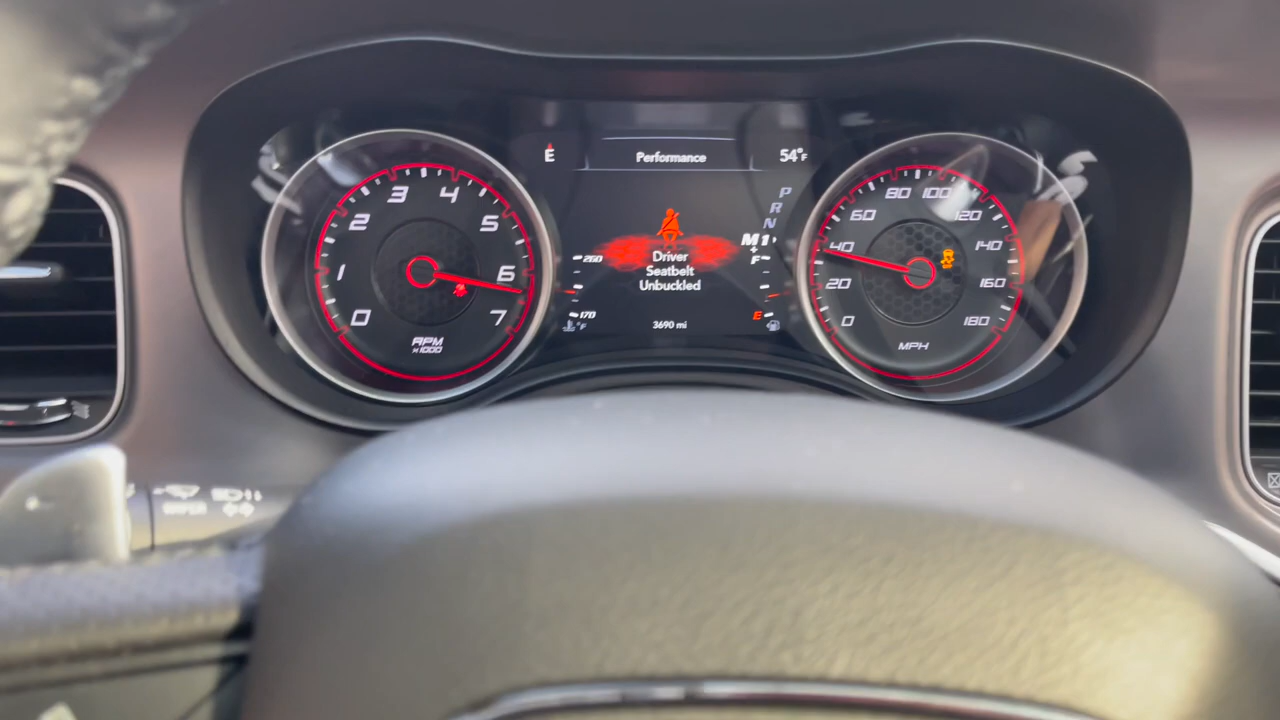 E
Performance
54°F
P
R
N
M1
Driver
Seatbelt
Unbuckled
260
170
°F
F
E
3690 mi
0
1
2
3
4
5
6
7
RPM
x1000
0
20
40
60
80
100
120
140
160
180
MPH